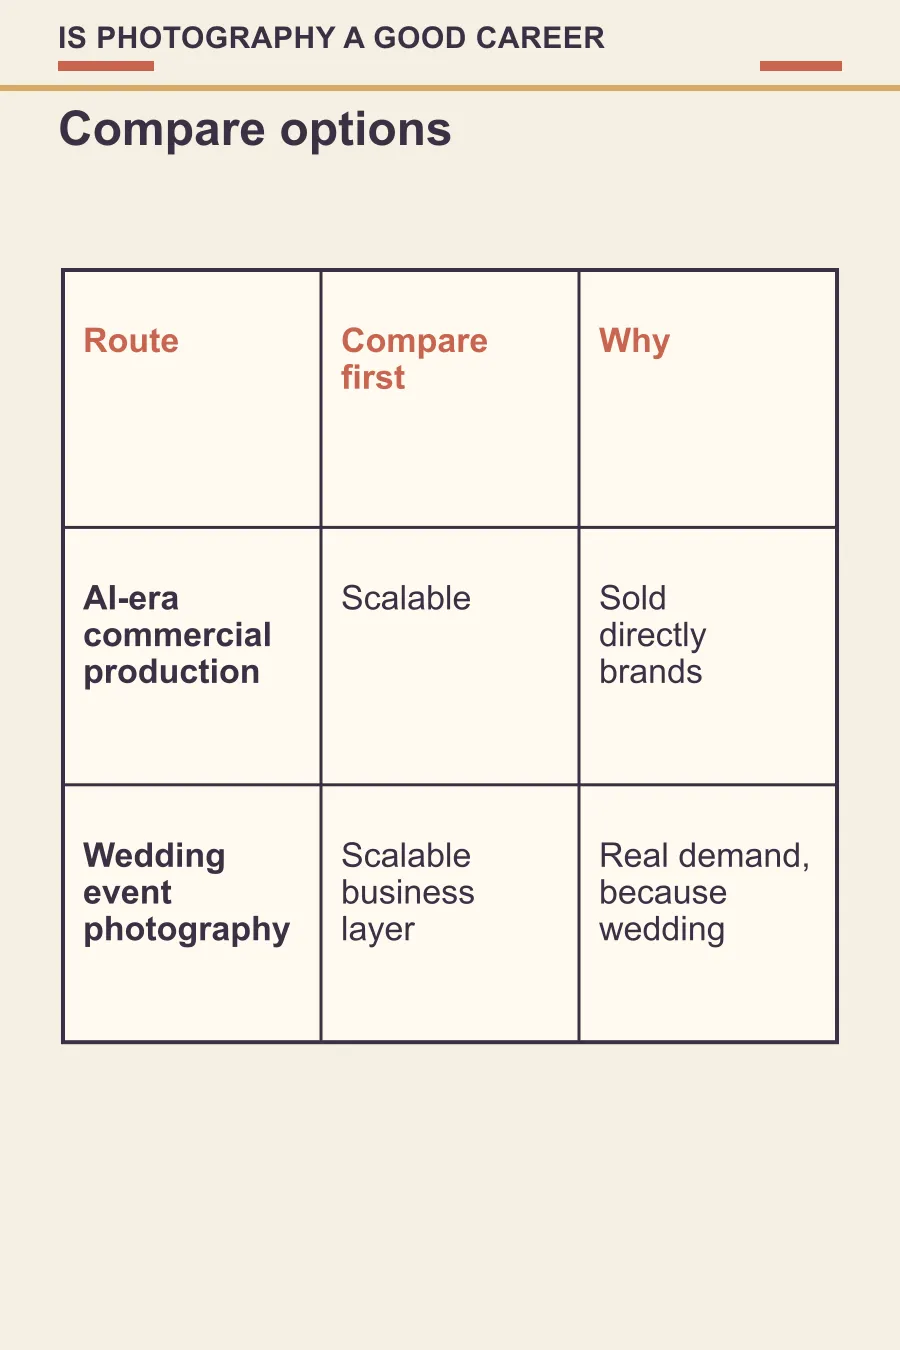 IS PHOTOGRAPHY A GOOD CAREER
Compare options
Route
Compare
first
Why
AI-era
commercial
production
Scalable
Sold
directly
brands
Wedding
event
photography
Scalable
business
layer
Real demand,
because
wedding